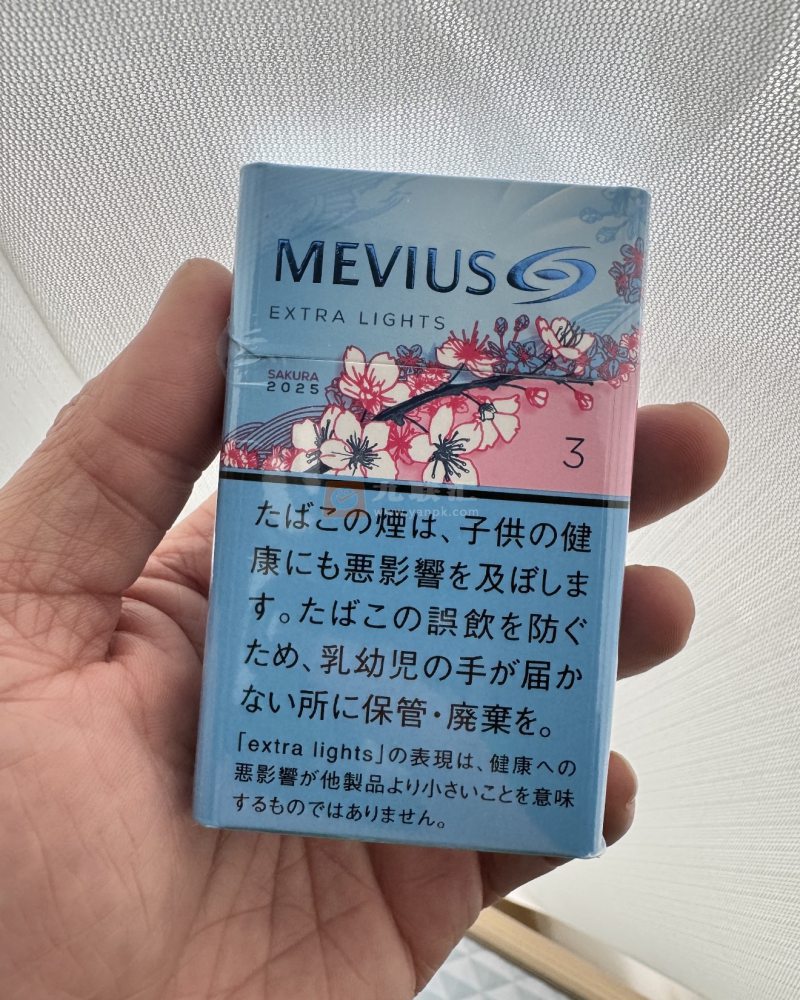 MEVIUS
EXTRA LIGHTS
SAKURA
2025
3
www.yanpk.com
たばこの煙は、子供の健
康にも悪影響を及ぼしま
す。たばこの誤飲を防ぐ
ため、乳幼児の手が届か
ない所に保管・廃棄を。
「extra lights」の表現は、健康への
悪影響が他製品より小さいことを意味
するものではありません。